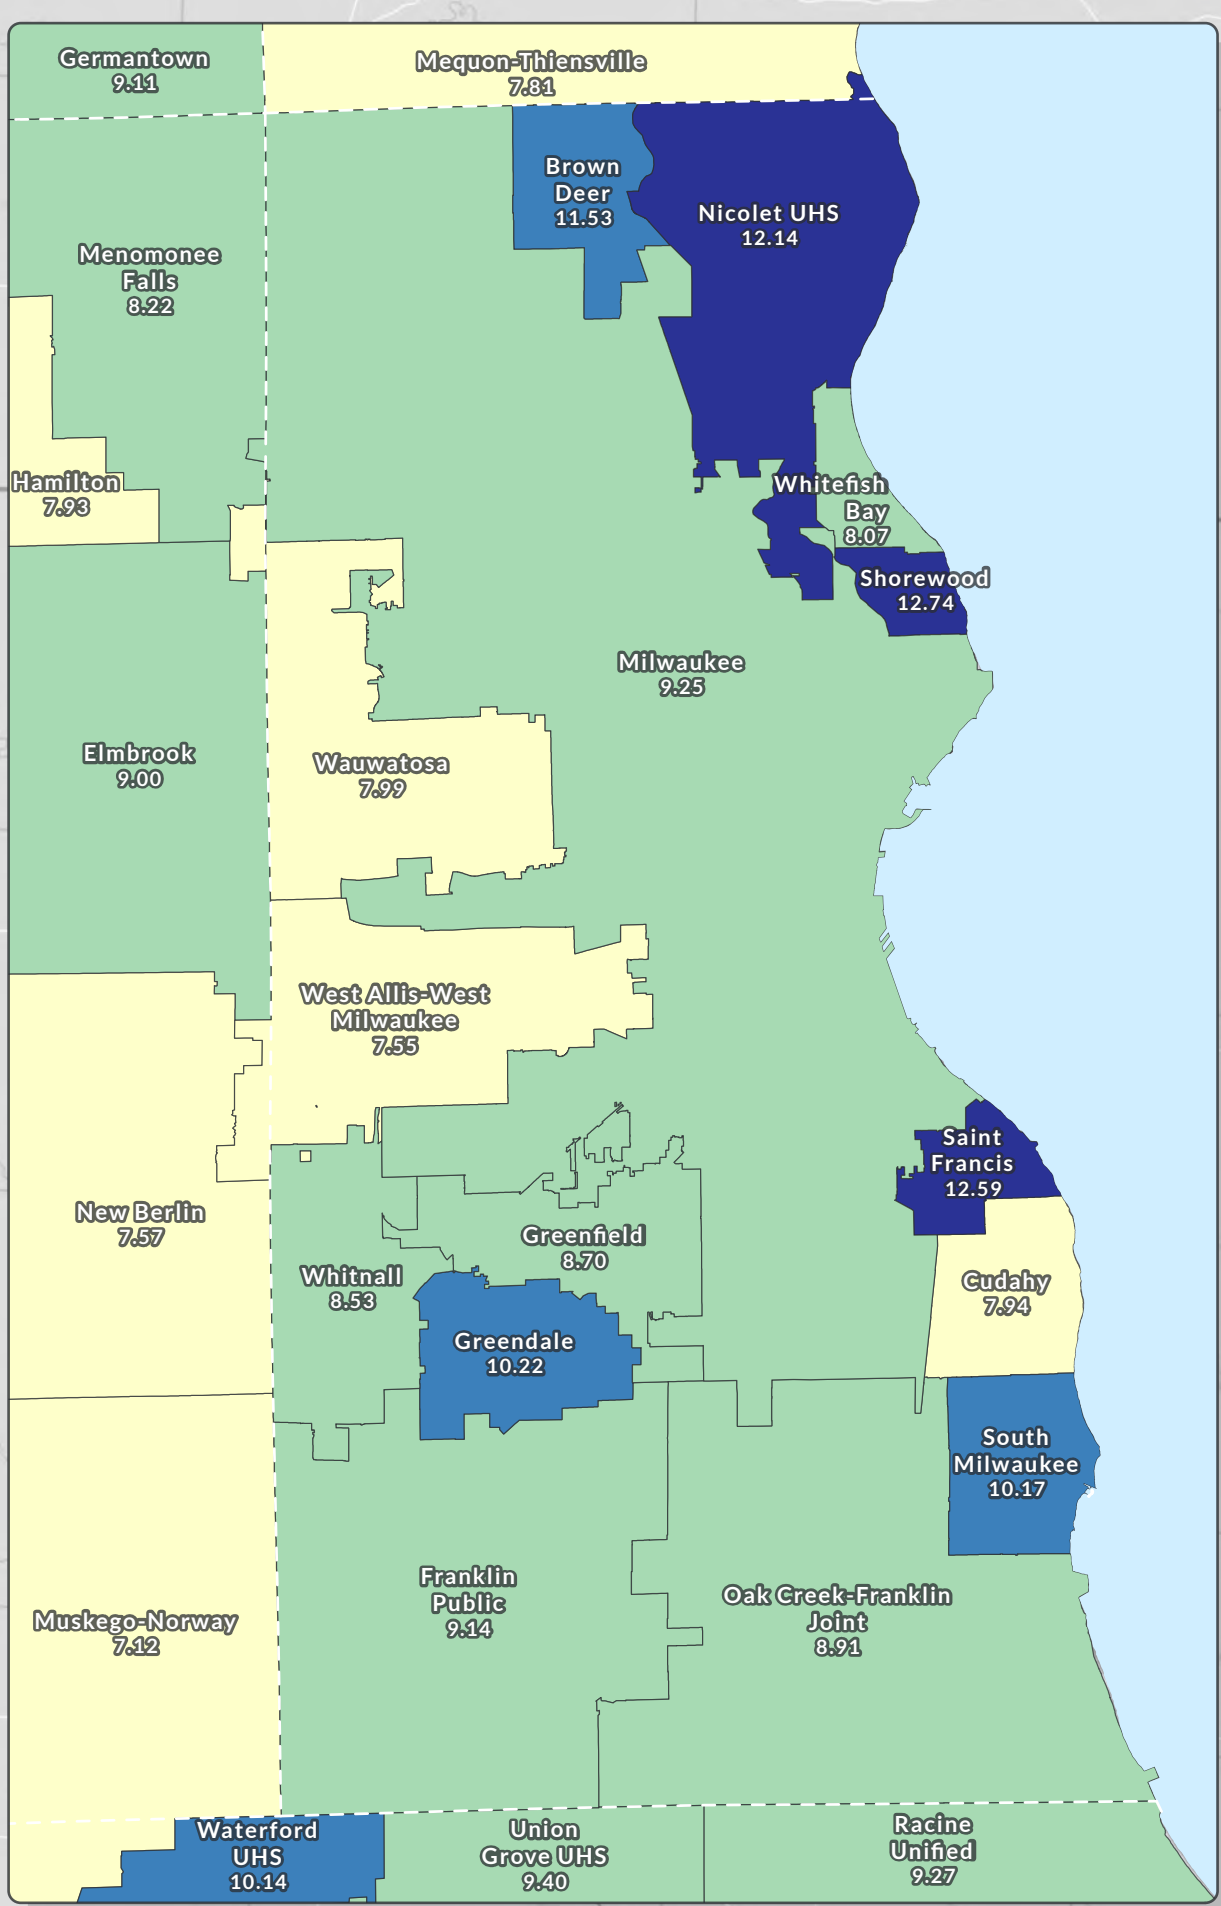 Germantown
9.11
Mequon-Thiensville
7.81
Brown
Deer
11.53
Nicolet UHS
12.14
Menomonee
Falls
8.22
Hamilton
7.93
Whitefish
Bay
8.07
Shorewood
12.74
Milwaukee
9.25
Elmbrook
9.00
Wauwatosa
7.99
West Allis-West
Milwaukee
7.55
Saint
Francis
12.59
New Berlin
7.57
Greenfield
8.70
Whitnall
8.53
Cudahy
7.94
Greendale
10.22
South
Milwaukee
10.17
Franklin
Public
9.14
Oak Creek-Franklin
Joint
8.91
Muskego-Norway
7.12
Waterford
UHS
10.14
Union
Grove UHS
9.40
Racine
Unified
9.27